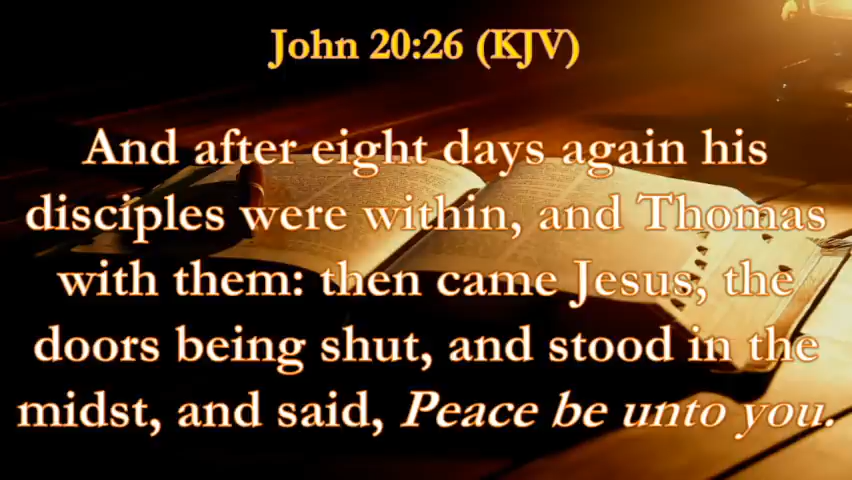 John 20:26 (KJV)
And after eight days again his
disciples were within, and Thomas
with them: then came Jesus, the
doors being shut, and stood in the
midst, and said, Peace be unto you.